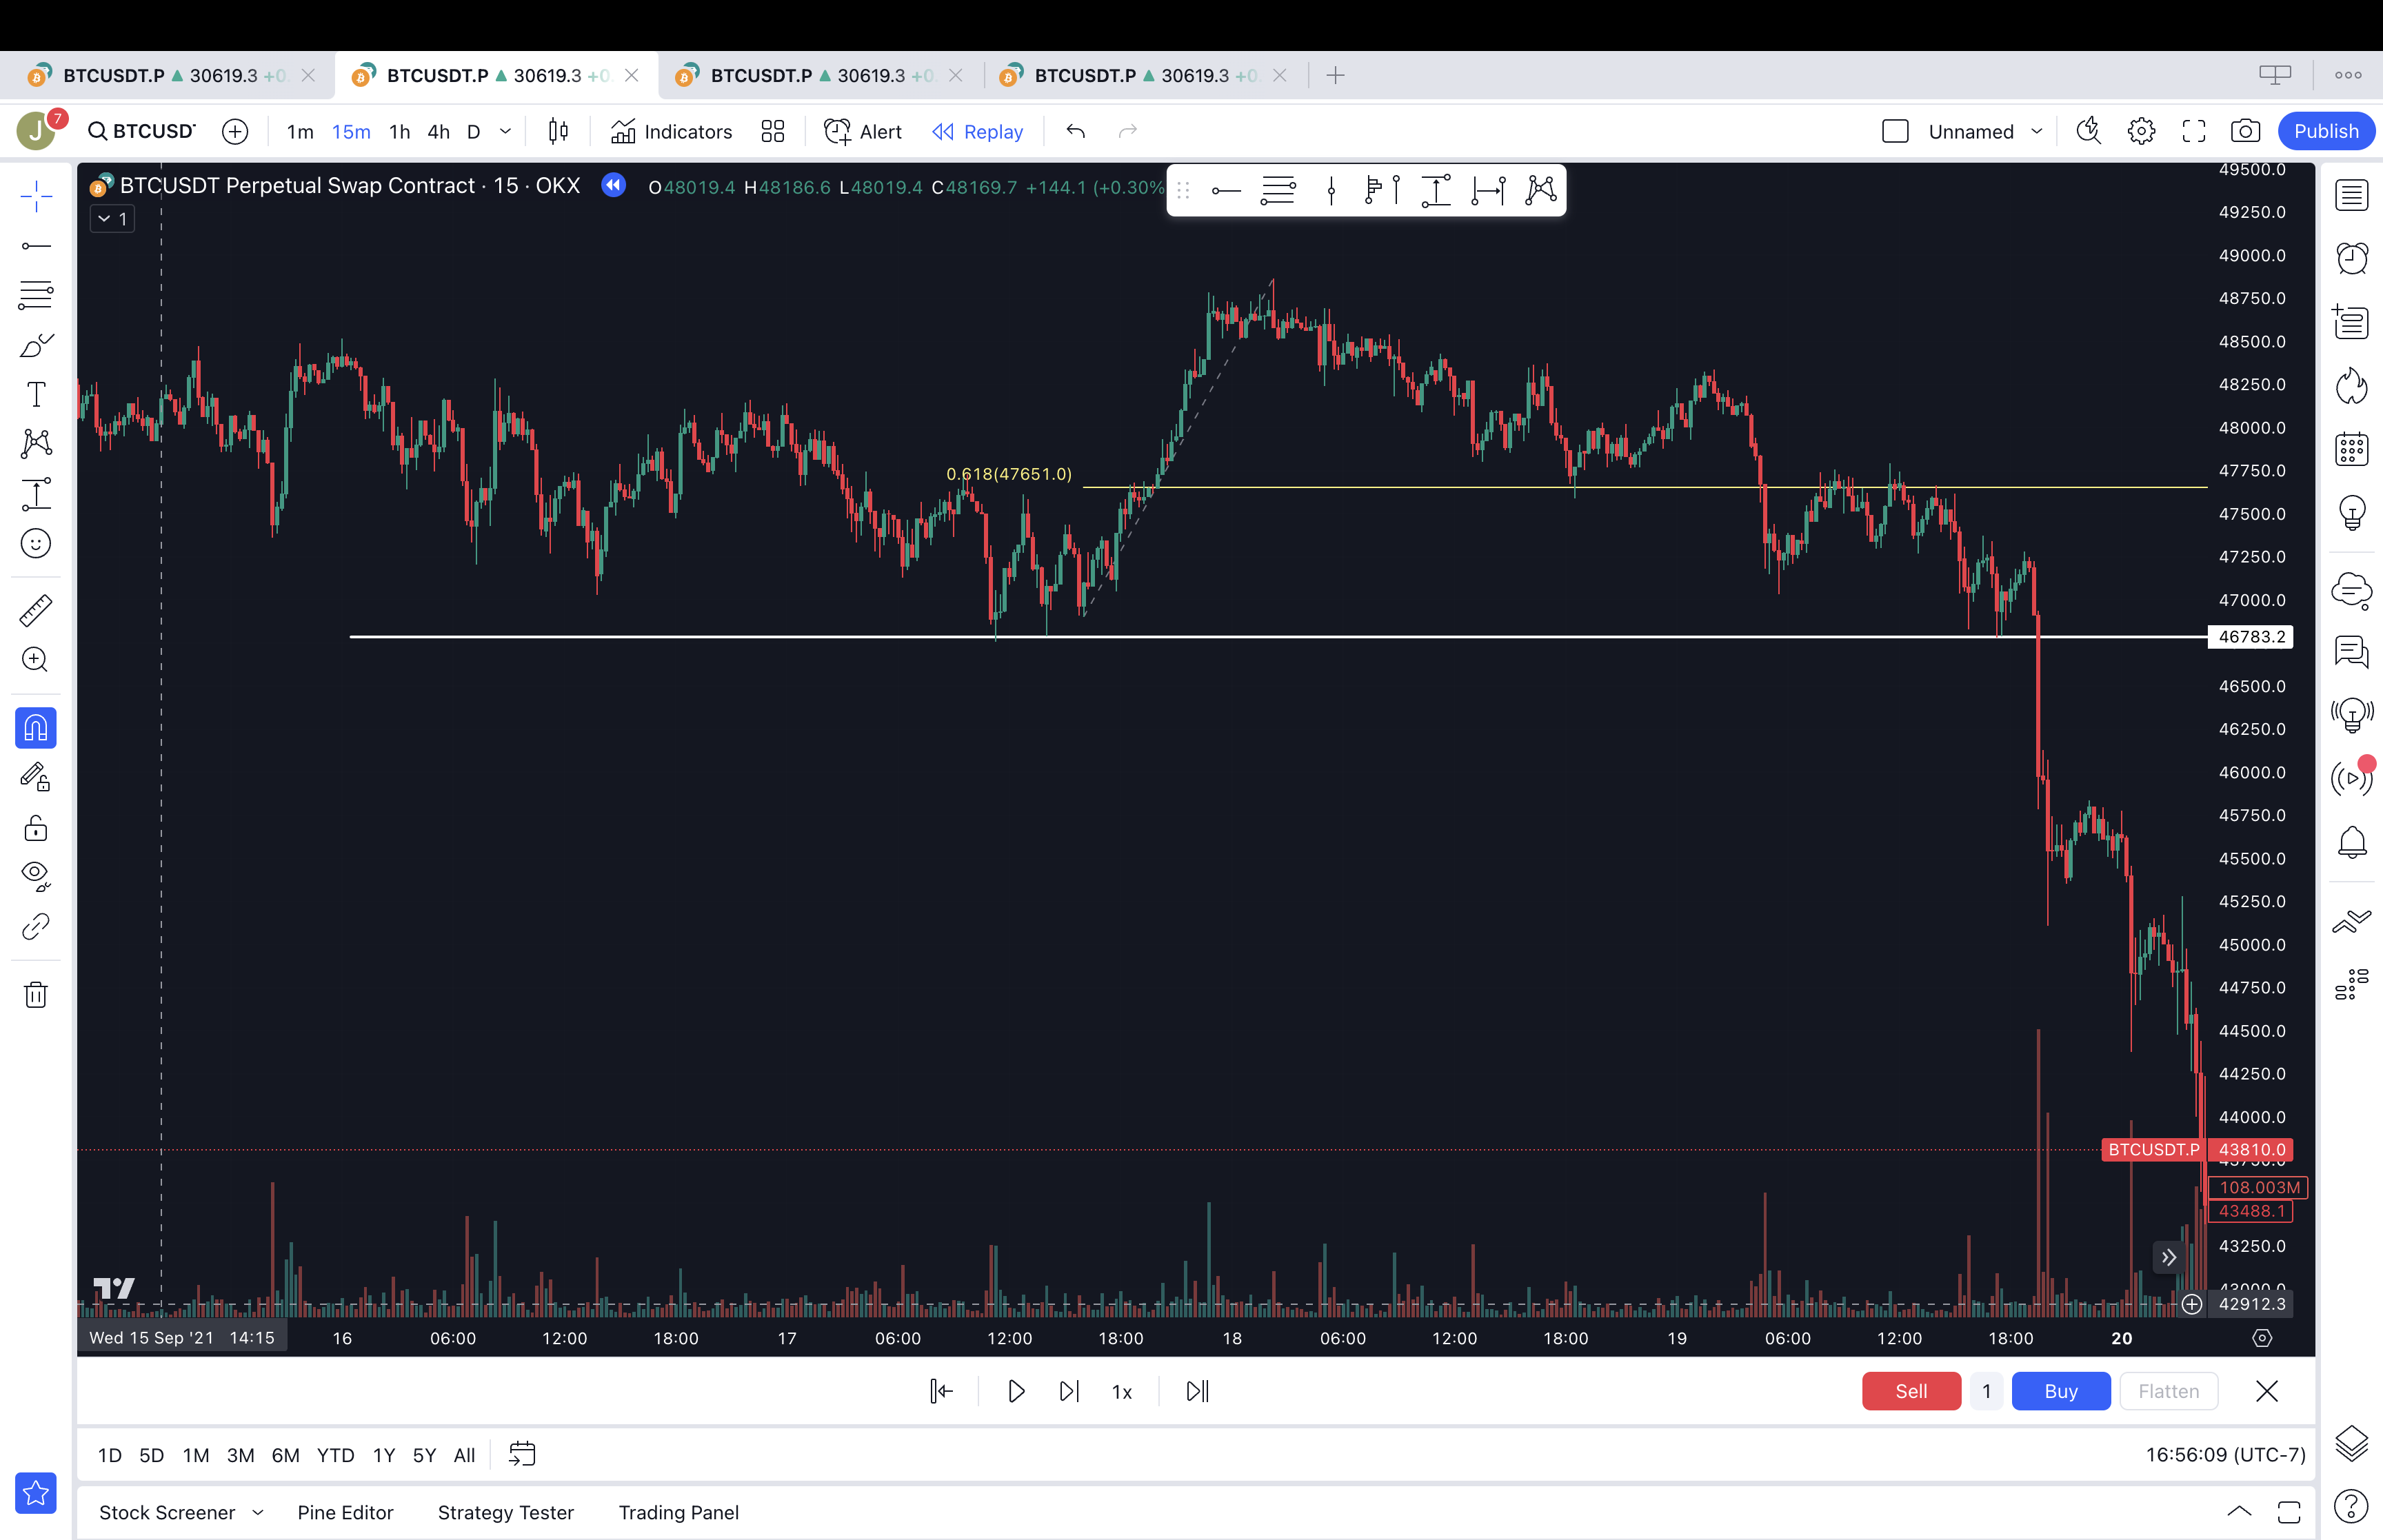 BTCUSDT.P ▲ 30619.3 +0.
BTCUSDT.P ▲ 30619.3 +0.
BTCUSDT.P ▲ 30619.3 +0.
BTCUSDT.P ▲ 30619.3 +0.
J 7 BTCUSD 1m 15m 1h 4h D Indicators Alert Replay Unnamed Publish
BTCUSDT Perpetual Swap Contract · 15 · OKX O48019.4 H48186.6 L48019.4 C48169.7 +144.1 (+0.30%
1
49500.0
49250.0
49000.0
48750.0
48500.0
48250.0
48000.0
47750.0
0.618(47651.0)
47500.0
47250.0
47000.0
46783.2
46500.0
46250.0
46000.0
45750.0
45500.0
45250.0
45000.0
44750.0
44500.0
44250.0
44000.0
BTCUSDT.P 43810.0
43750.0
108.003M
43488.1
43250.0
43000.0
42912.3
Wed 15 Sep '21 14:15 16 06:00 12:00 18:00 17 06:00 12:00 18:00 18 06:00 12:00 18:00 19 06:00 12:00 18:00 20
1x Sell 1 Buy Flatten
1D 5D 1M 3M 6M YTD 1Y 5Y All 16:56:09 (UTC-7)
Stock Screener Pine Editor Strategy Tester Trading Panel